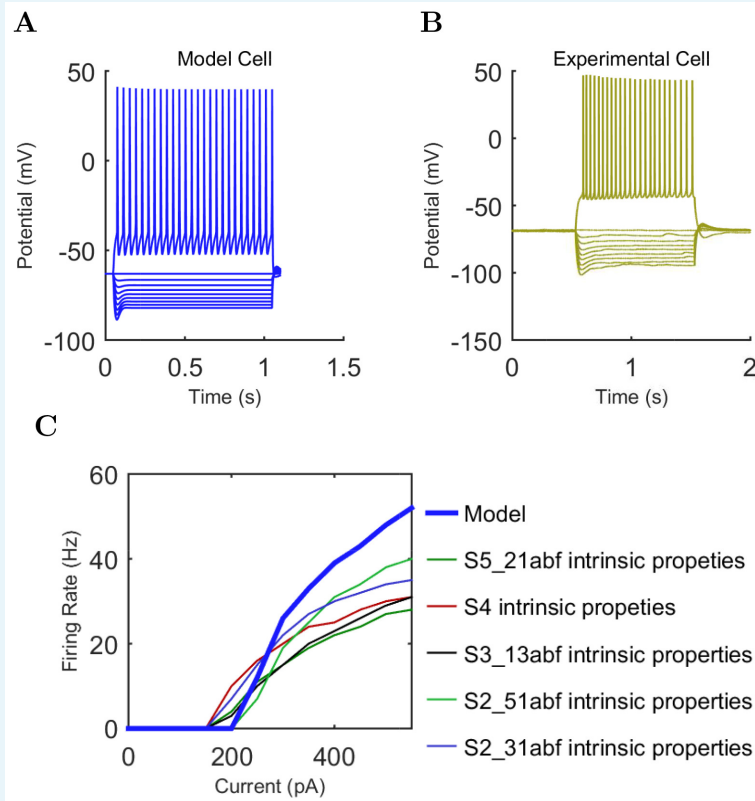 A
Model Cell
50
0
-50
-100
Potential (mV)
0 0.5 1 1.5
Time (s)
B
Experimental Cell
50
0
-50
-100
-150
Potential (mV)
0 1 2
Time (s)
C
60
40
20
0
Firing Rate (Hz)
0 200 400
Current (pA)
Model
S5_21abf intrinsic propeties
S4 intrinsic propeties
S3_13abf intrinsic properties
S2_51abf intrinsic properties
S2_31abf intrinsic properties